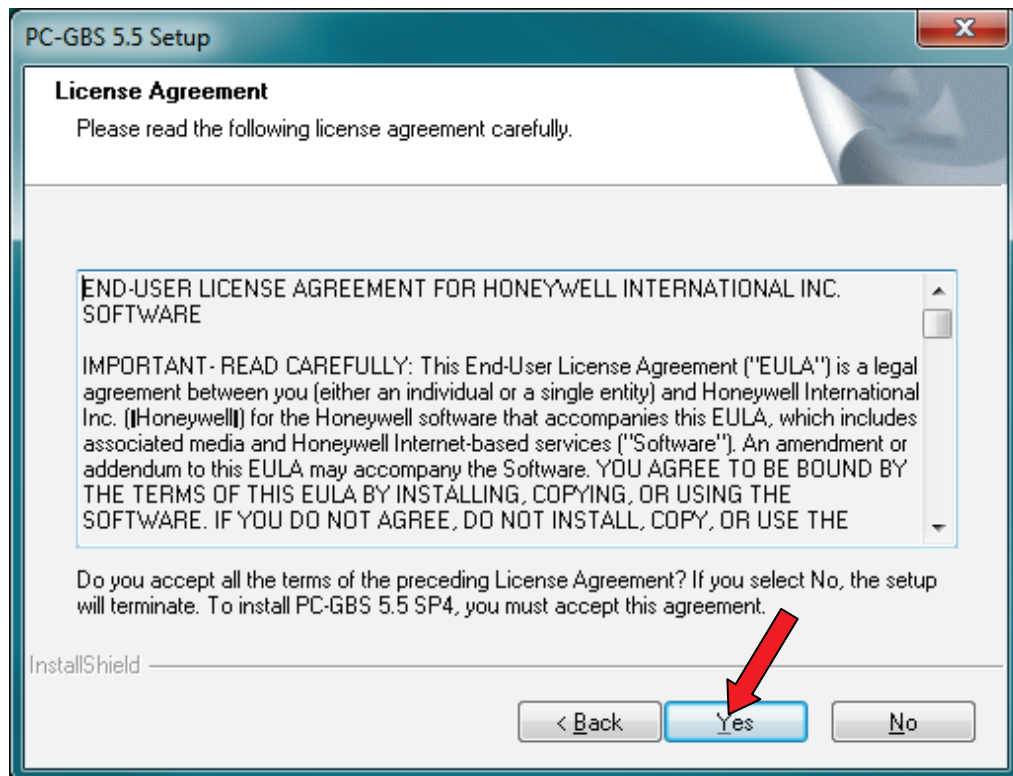 PC-GBS 5.5 Setup
License Agreement
Please read the following license agreement carefully.
END-USER LICENSE AGREEMENT FOR HONEYWELL INTERNATIONAL INC.
SOFTWARE
IMPORTANT- READ CAREFULLY: This End-User License Agreement ("EULA") is a legal
agreement between you (either an individual or a single entity) and Honeywell International
Inc. (|Honeywell|) for the Honeywell software that accompanies this EULA, which includes
associated media and Honeywell Internet-based services ("Software"). An amendment or
addendum to this EULA may accompany the Software. YOU AGREE TO BE BOUND BY
THE TERMS OF THIS EULA BY INSTALLING, COPYING, OR USING THE
SOFTWARE. IF YOU DO NOT AGREE, DO NOT INSTALL, COPY, OR USE THE
Do you accept all the terms of the preceding License Agreement? If you select No, the setup
will terminate. To install PC-GBS 5.5 SP4, you must accept this agreement.
InstallShield
< Back Yes No